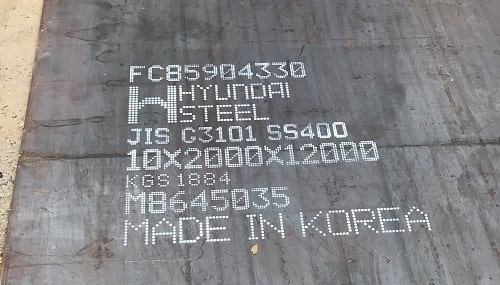 FC85904330
HYUNDAI
STEEL
JIS G3101 SS400
10X2000X12000
KGS1884
M8645035
MADE IN KOREA